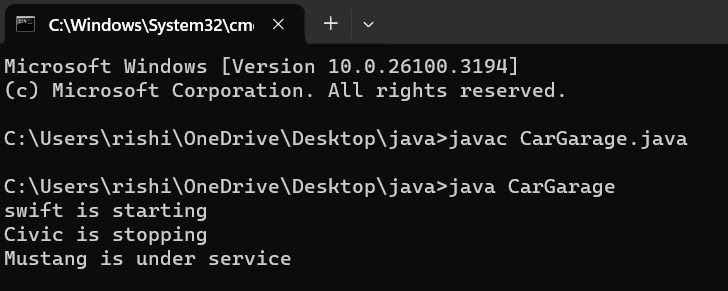 C:\Windows\System32\cmd
Microsoft Windows [Version 10.0.26100.3194]
(c) Microsoft Corporation. All rights reserved.
C:\Users\rishi\OneDrive\Desktop\java>javac CarGarage.java
C:\Users\rishi\OneDrive\Desktop\java>java CarGarage
swift is starting
Civic is stopping
Mustang is under service